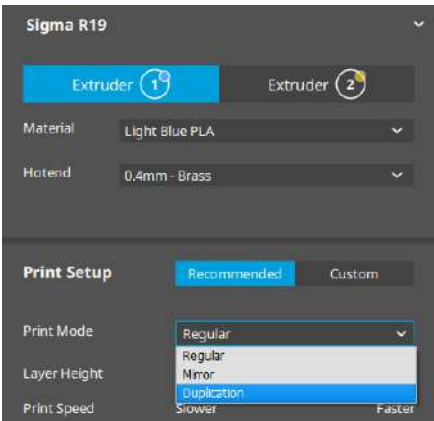 Sigma R19
Extruder 1 Extruder 2
Material Light Blue PLA
Hotend 0.4mm - Brass
Print Setup Recommended Custom
Print Mode Regular
Regular
Layer Height Mirror
Duplication
Print Speed Slower Faster